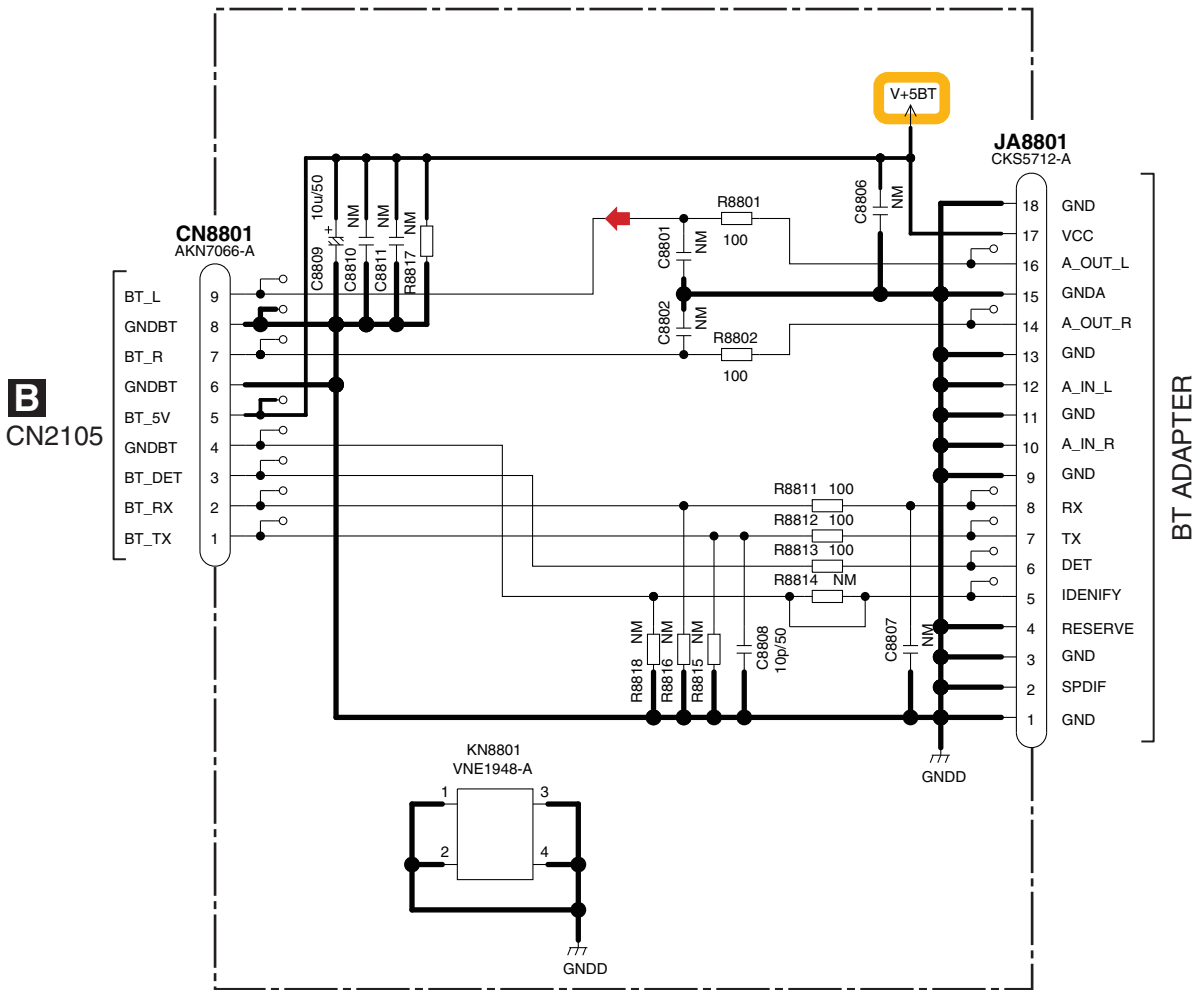 V+5BT
JA8801
CKS5712-A
10u/50
NM
NM
NM
C8809
C8810
C8811
R8817
+
R8801
100
C8801
NM
C8806
NM
C8802
NM
R8802
100
CN8801
AKN7066-A
BT_L 9
GNDBT 8
BT_R 7
GNDBT 6
BT_5V 5
GNDBT 4
BT_DET 3
BT_RX 2
BT_TX 1
B
CN2105
18 GND
17 VCC
16 A_OUT_L
15 GNDA
14 A_OUT_R
13 GND
12 A_IN_L
11 GND
10 A_IN_R
9 GND
8 RX
7 TX
6 DET
5 IDENIFY
4 RESERVE
3 GND
2 SPDIF
1 GND
BT ADAPTER
R8811 100
R8812 100
R8813 100
R8814 NM
R8818 NM
R8816 NM
R8815 NM
C8808
10p/50
C8807
NM
GNDD
KN8801
VNE1948-A
1 3
2 4
GNDD